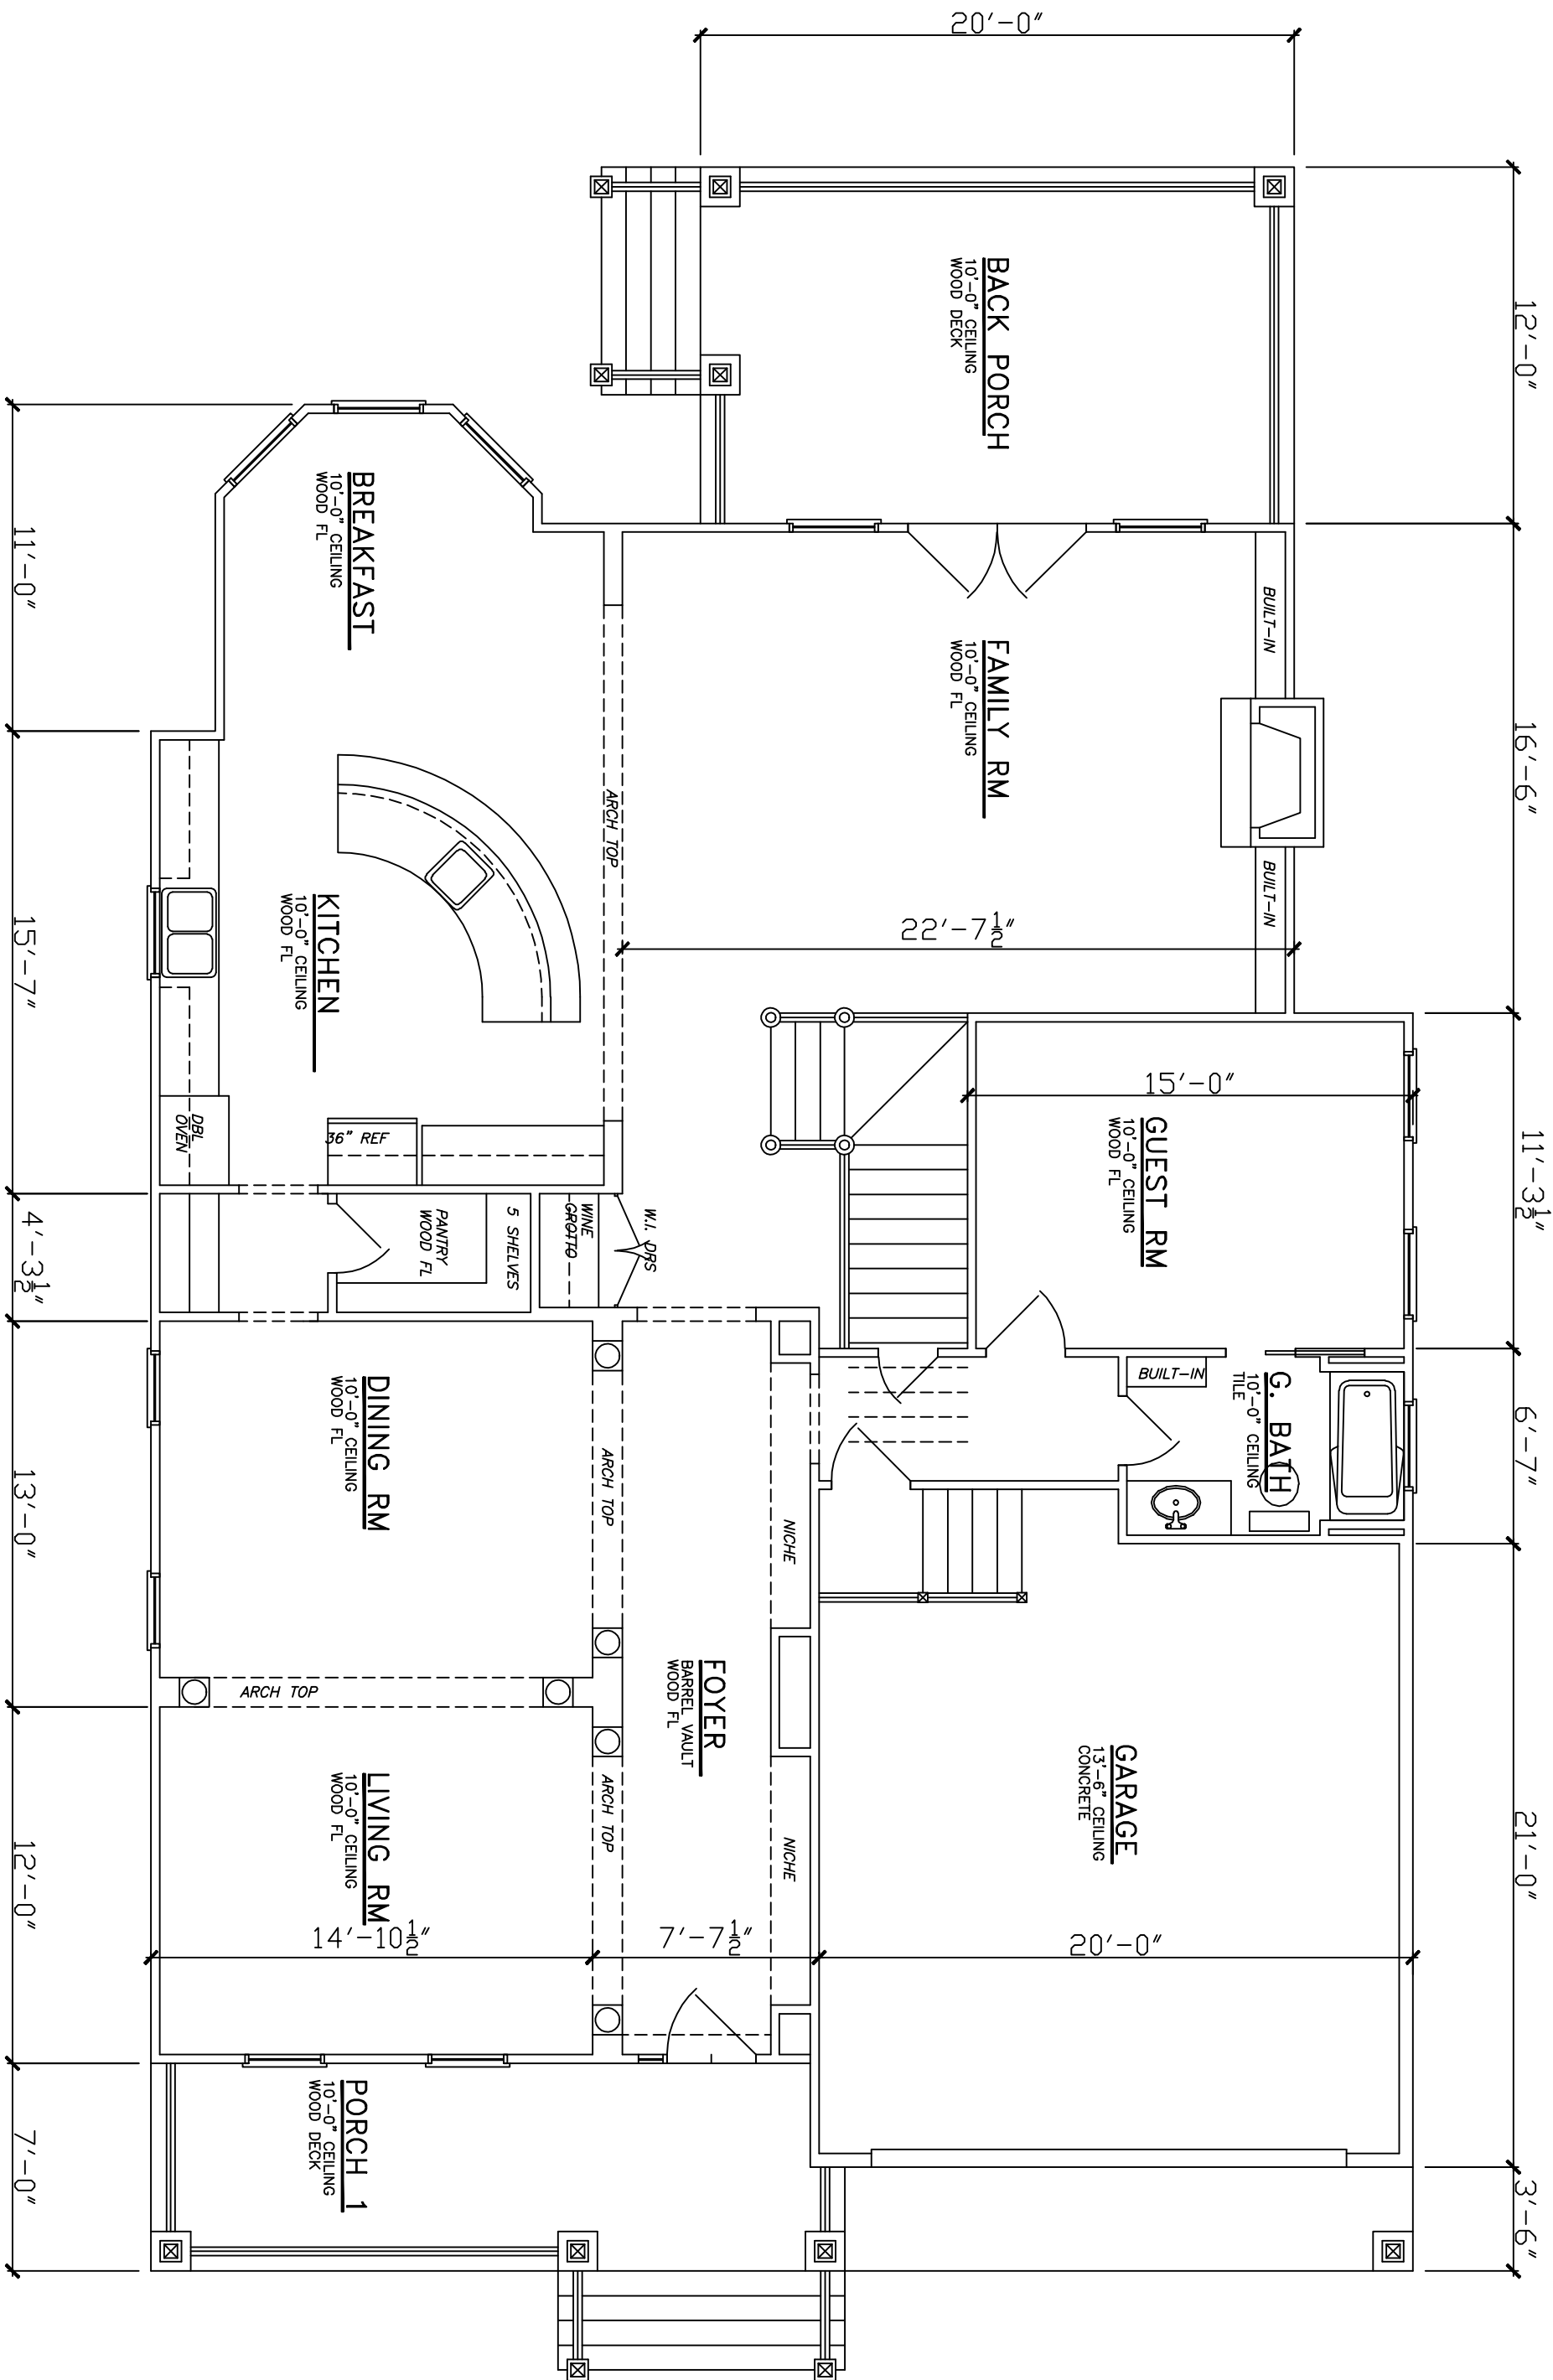 20'-0"
12'-0"
16'-6"
11'-3½"
6'-7"
21'-0"
3'-6"
BACK PORCH
10'-0" CEILING
WOOD DECK
FAMILY RM
10'-0" CEILING
WOOD FL
BUILT-IN
BUILT-IN
22'-7½"
15'-0"
GUEST RM
10'-0" CEILING
WOOD FL
BUILT-IN
G. BATH
10'-0" CEILING
TILE
GARAGE
13'-6" CEILING
CONCRETE
20'-0"
BREAKFAST
10'-0" CEILING
WOOD FL
ARCH TOP
KITCHEN
10'-0" CEILING
WOOD FL
DBL
OVEN
36" REF
PANTRY
WOOD FL
5 SHELVES
WINE
GROTTO
W.I. DRS
DINING RM
10'-0" CEILING
WOOD FL
ARCH TOP
NICHE
FOYER
BARREL VAULT
WOOD FL
ARCH TOP
LIVING RM
10'-0" CEILING
WOOD FL
ARCH TOP
NICHE
14'-10½"
7'-7½"
PORCH 1
10'-0" CEILING
WOOD DECK
11'-0"
15'-7"
4'-3½"
13'-0"
12'-0"
7'-0"